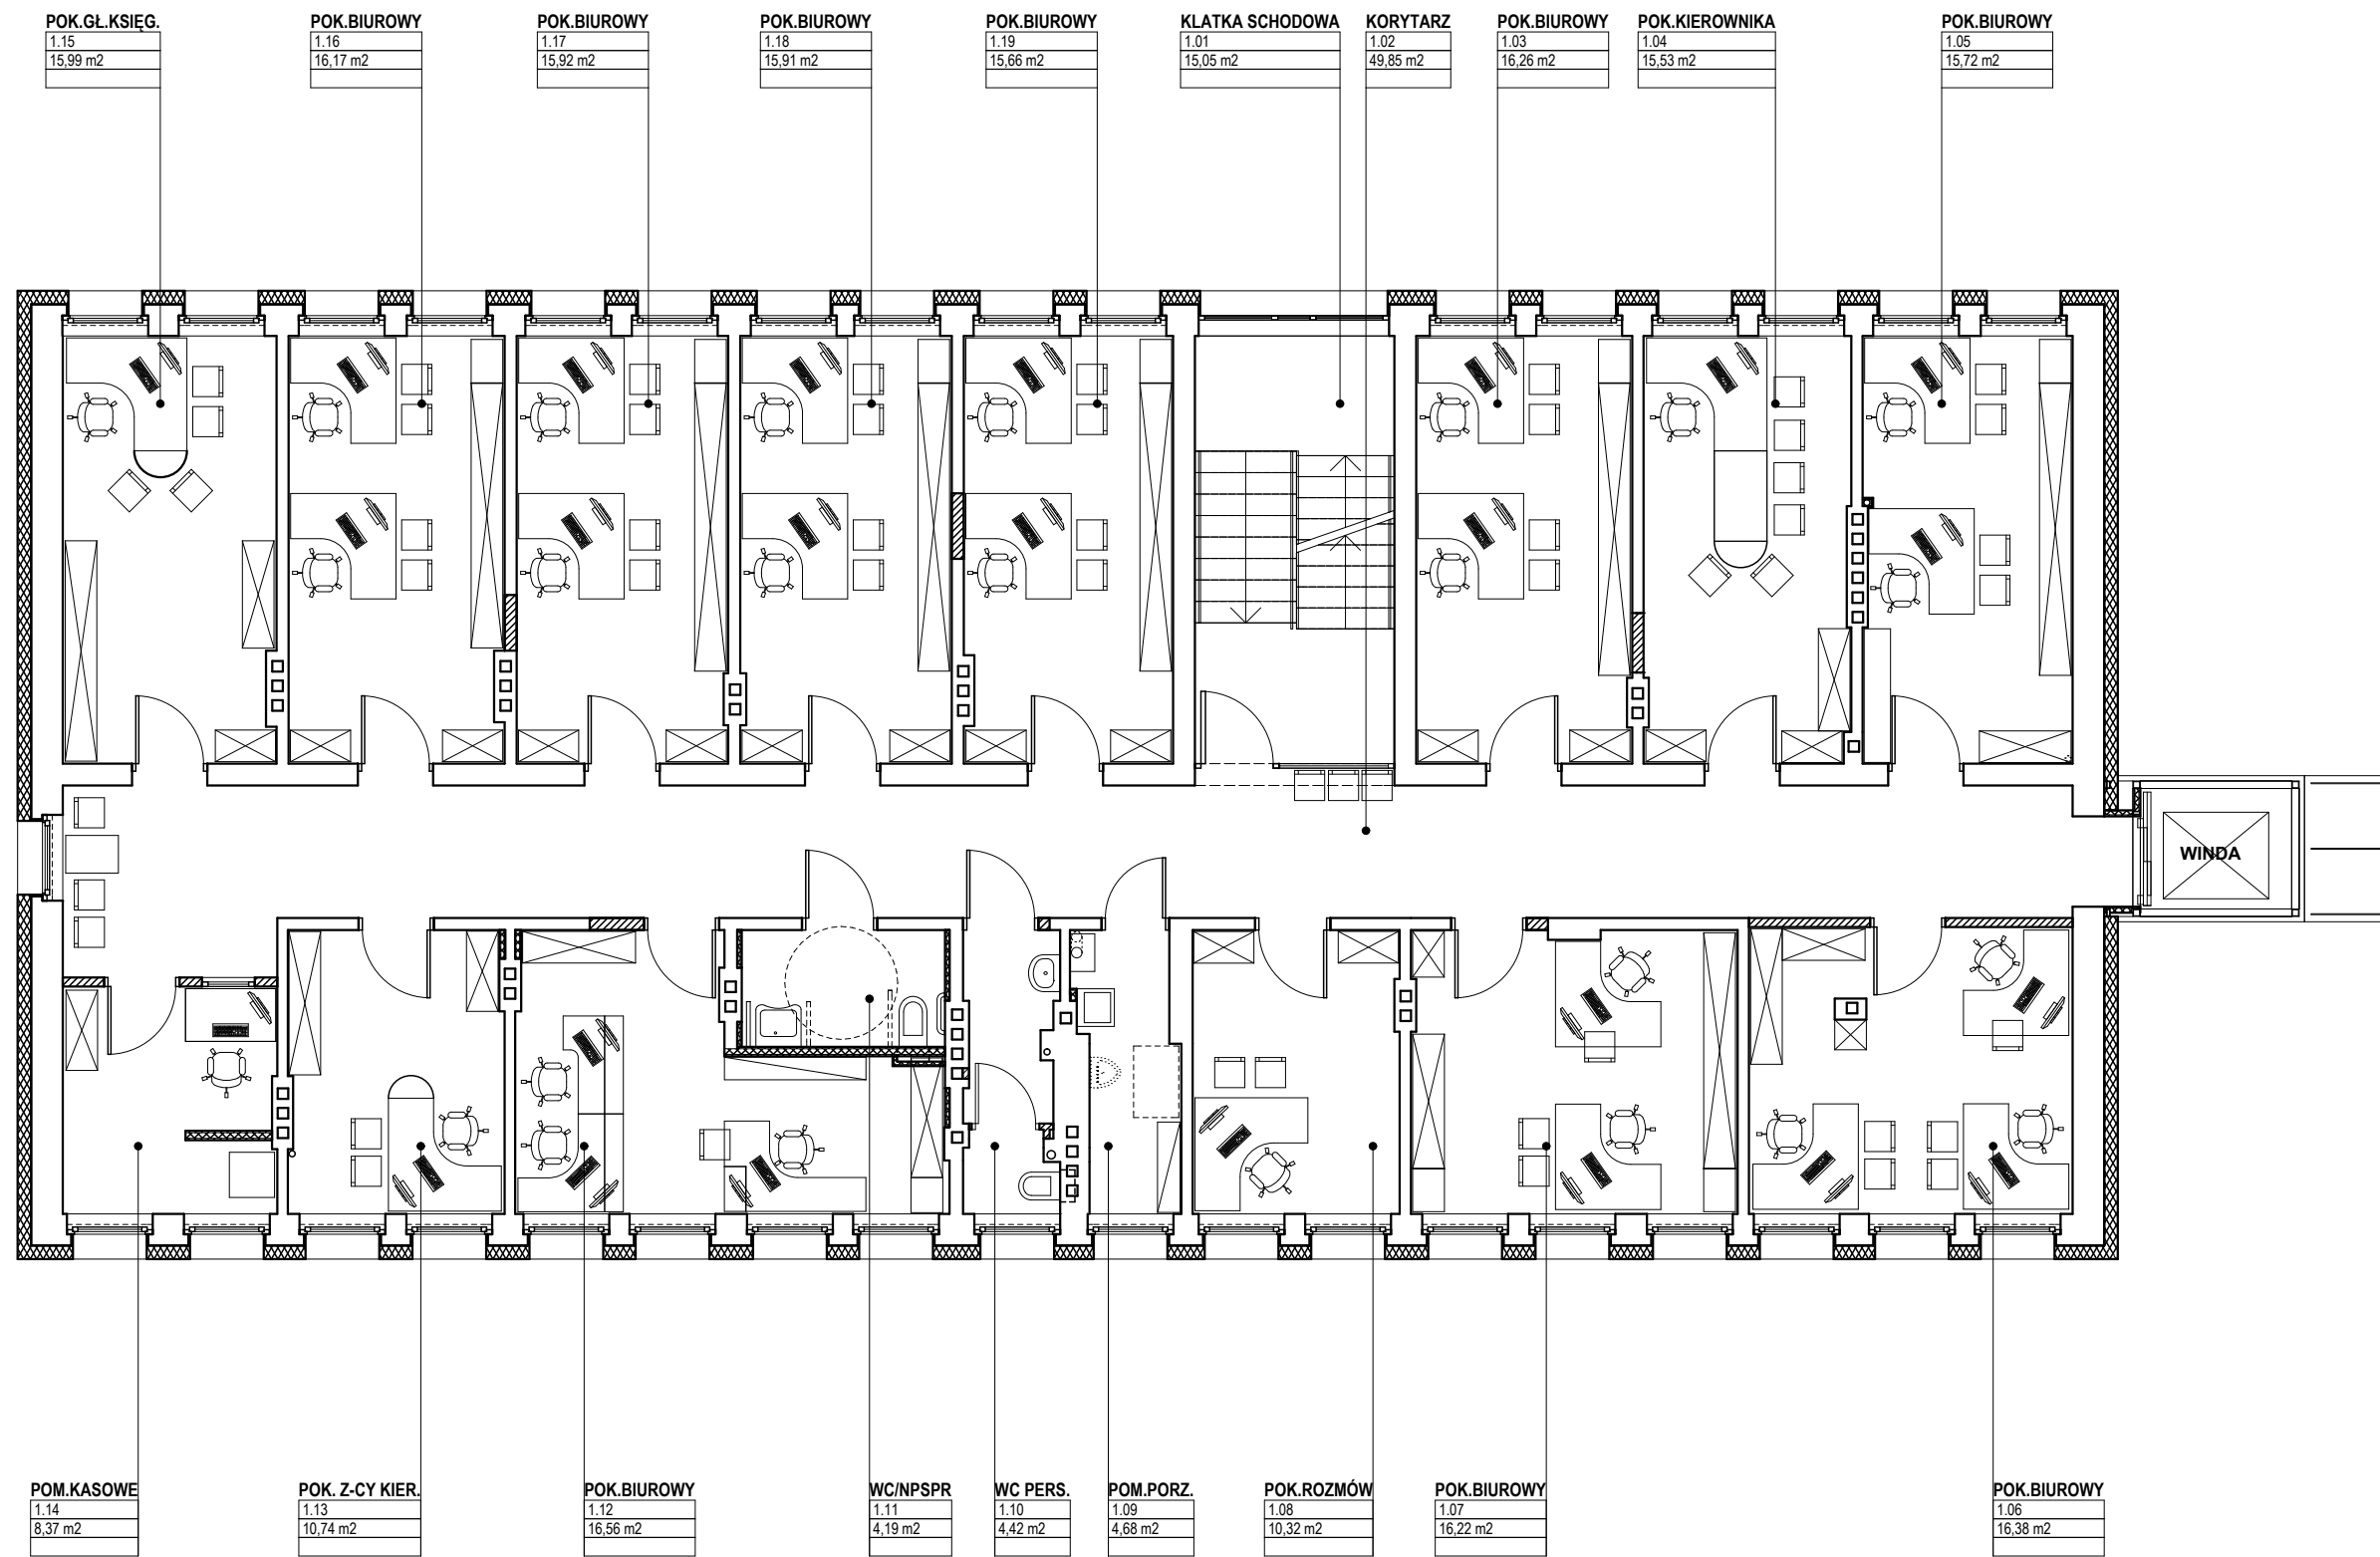 POK.GŁ.KSIĘG.
1.15
15,99 m2
POK.BIUROWY
1.16
16,17 m2
POK.BIUROWY
1.17
15,92 m2
POK.BIUROWY
1.18
15,91 m2
POK.BIUROWY
1.19
15,66 m2
KLATKA SCHODOWA
1.01
15,05 m2
KORYTARZ
1.02
49,85 m2
POK.BIUROWY
1.03
16,26 m2
POK.KIEROWNIKA
1.04
15,53 m2
POK.BIUROWY
1.05
15,72 m2
WINDA
POM.KASOWE
1.14
8,37 m2
POK. Z-CY KIER.
1.13
10,74 m2
POK.BIUROWY
1.12
16,56 m2
WC/NPSPR
1.11
4,19 m2
WC PERS.
1.10
4,42 m2
POM.PORZ.
1.09
4,68 m2
POK.ROZMÓW
1.08
10,32 m2
POK.BIUROWY
1.07
16,22 m2
POK.BIUROWY
1.06
16,38 m2